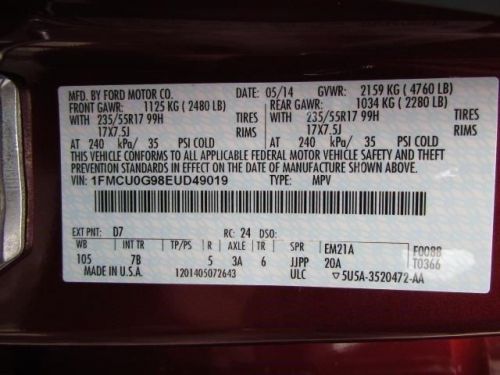 MFD. BY FORD MOTOR CO. 05/14 GVWR: 2159 KG ( 4760 LB)
FRONT GAWR: 1125 KG ( 2480 LB) REAR GAWR: 1034 KG ( 2280 LB)
WITH 235/55R17 99H TIRES WITH 235/55R17 99H TIRES
17X7.5J RIMS 17X7.5J RIMS
AT 240 kPa/ 35 PSI COLD AT 240 kPa/ 35 PSI COLD
THIS VEHICLE CONFORMS TO ALL APPLICABLE FEDERAL MOTOR VEHICLE SAFETY AND THEFT
PREVENTION STANDARDS IN EFFECT ON THE DATE OF MANUFACTURE SHOWN ABOVE.
VIN: 1FMCU0G98EUD49019 TYPE: MPV
EXT PNT: D7 RC: 24 DSO:
WB INT TR TP/PS R AXLE TR SPR EM21A F0088
105 7B 5 3A 6 JJPP 20A T0366
MADE IN U.S.A. 1201405072643 ULC 5U5A-3520472-AA